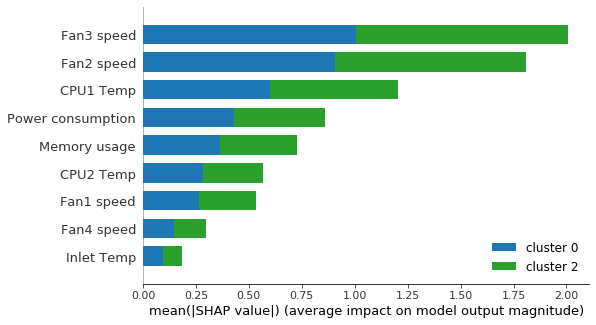 Fan3 speed
Fan2 speed
CPU1 Temp
Power consumption
Memory usage
CPU2 Temp
Fan1 speed
Fan4 speed
Inlet Temp
cluster 0
cluster 2
0.00 0.25 0.50 0.75 1.00 1.25 1.50 1.75 2.00
mean(|SHAP value|) (average impact on model output magnitude)